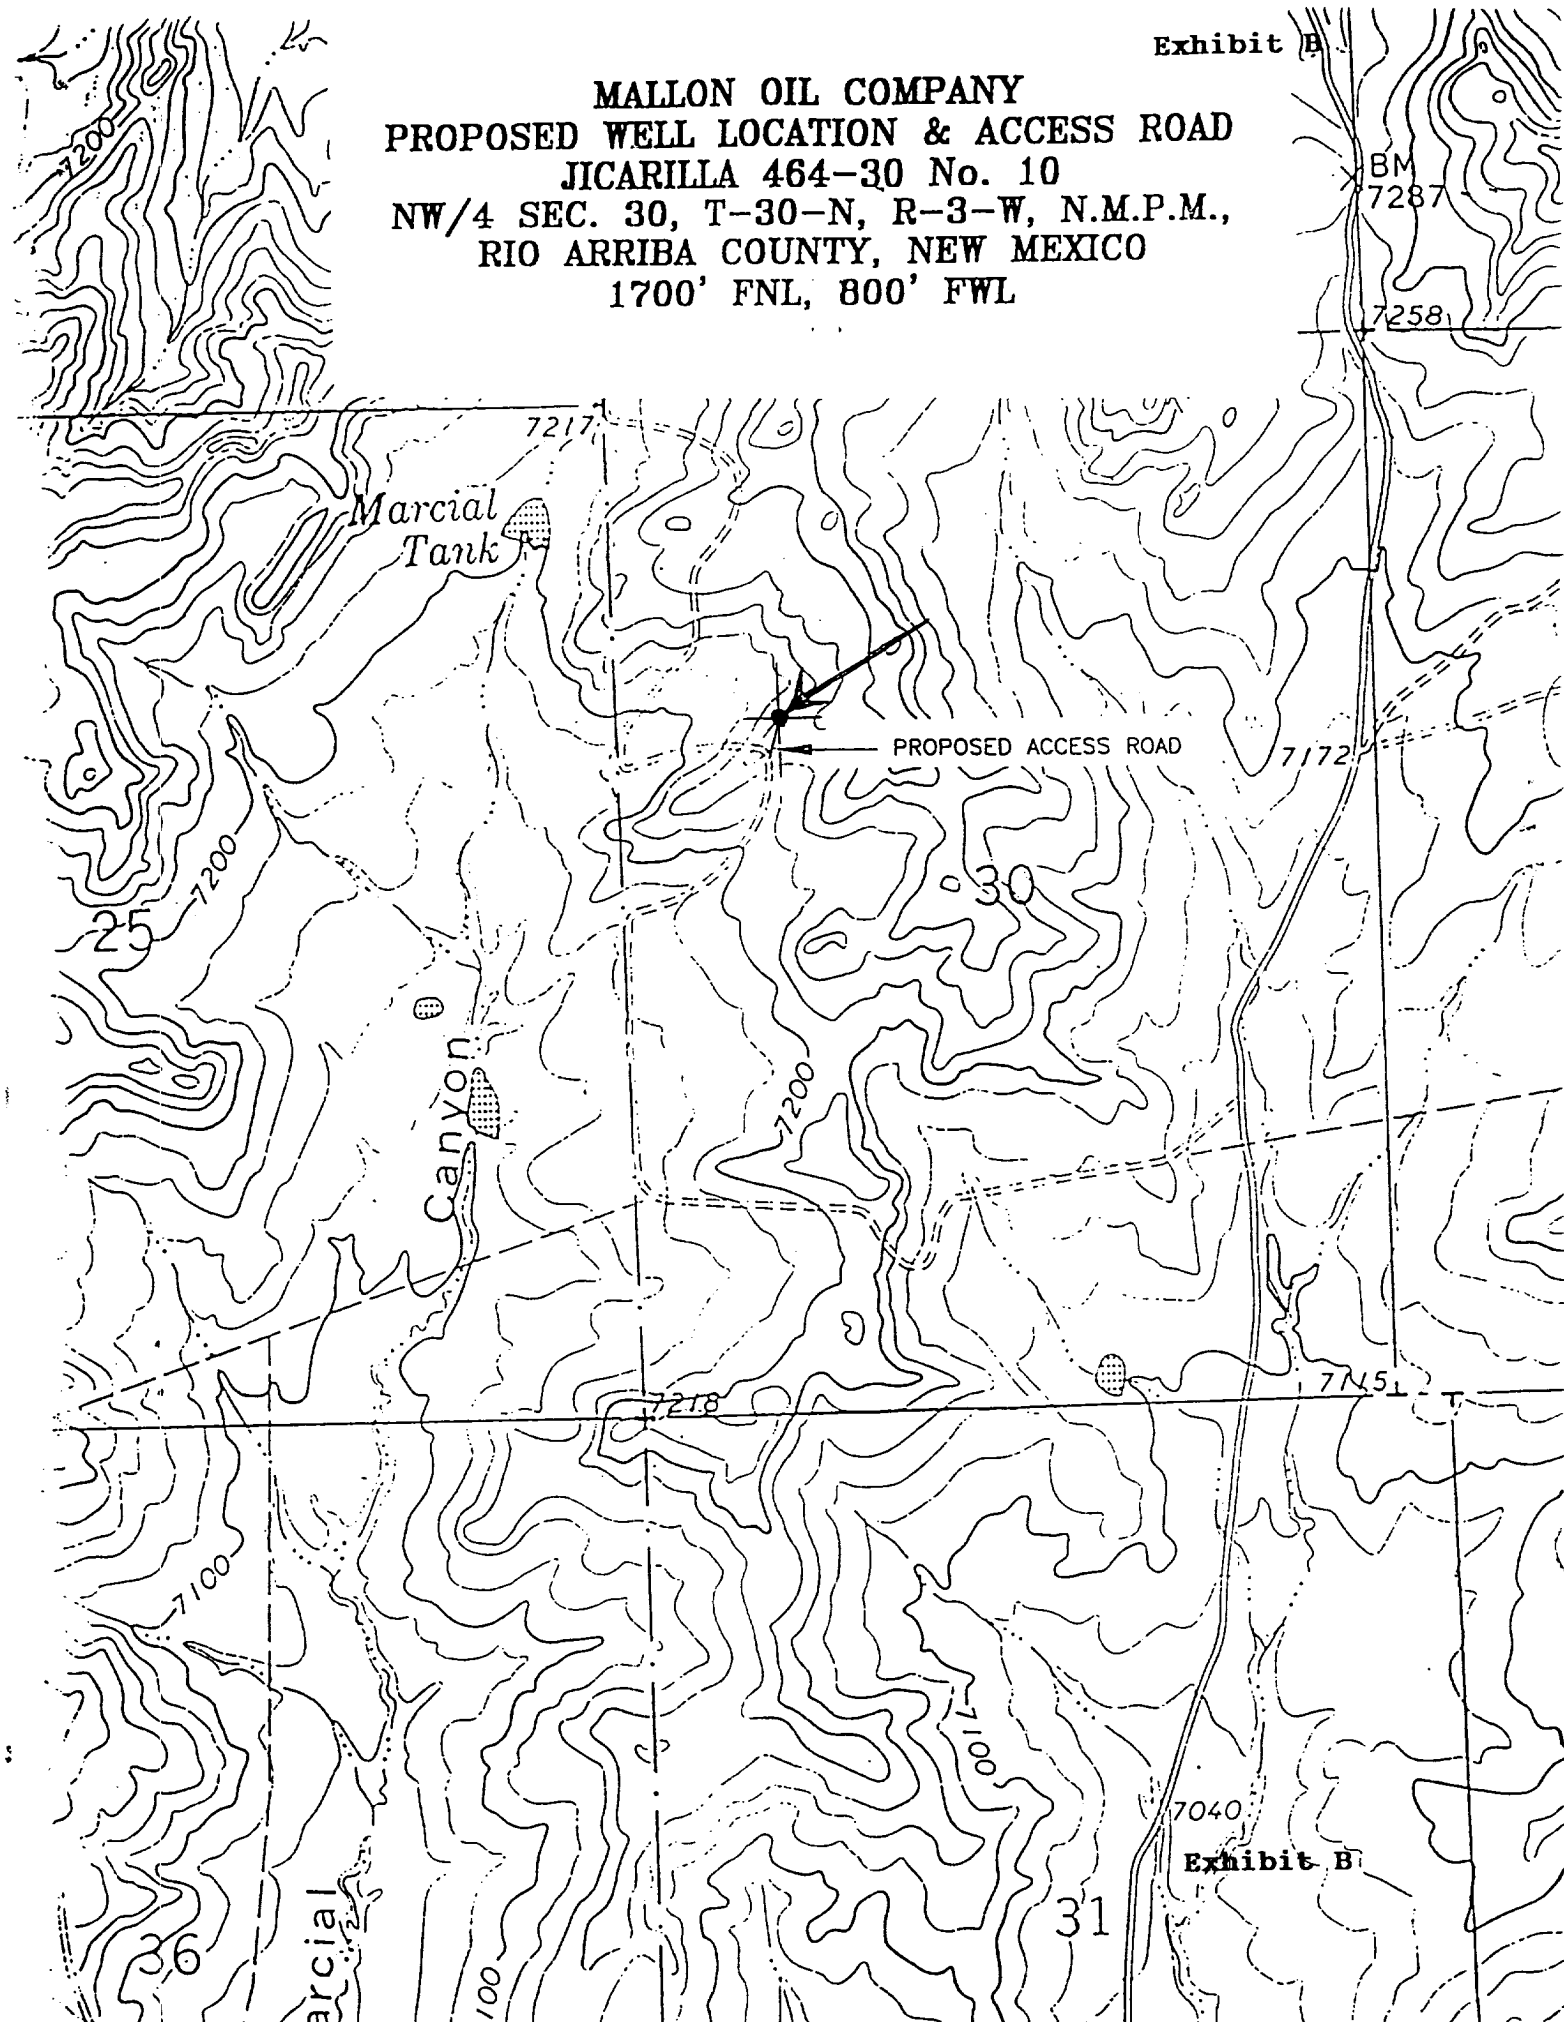 Exhibit B
MALLON OIL COMPANY
PROPOSED WELL LOCATION & ACCESS ROAD
JICARILLA 464-30 No. 10
NW/4 SEC. 30, T-30-N, R-3-W, N.M.P.M.,
RIO ARRIBA COUNTY, NEW MEXICO
1700' FNL, 800' FWL
7200
BM
7287
7258
7217
Marcial
Tank
PROPOSED ACCESS ROAD
7172
7200
30
25
Canyon
7200
7218
7115
7100
7100
7040
Exhibit B
31
36
arcial
100